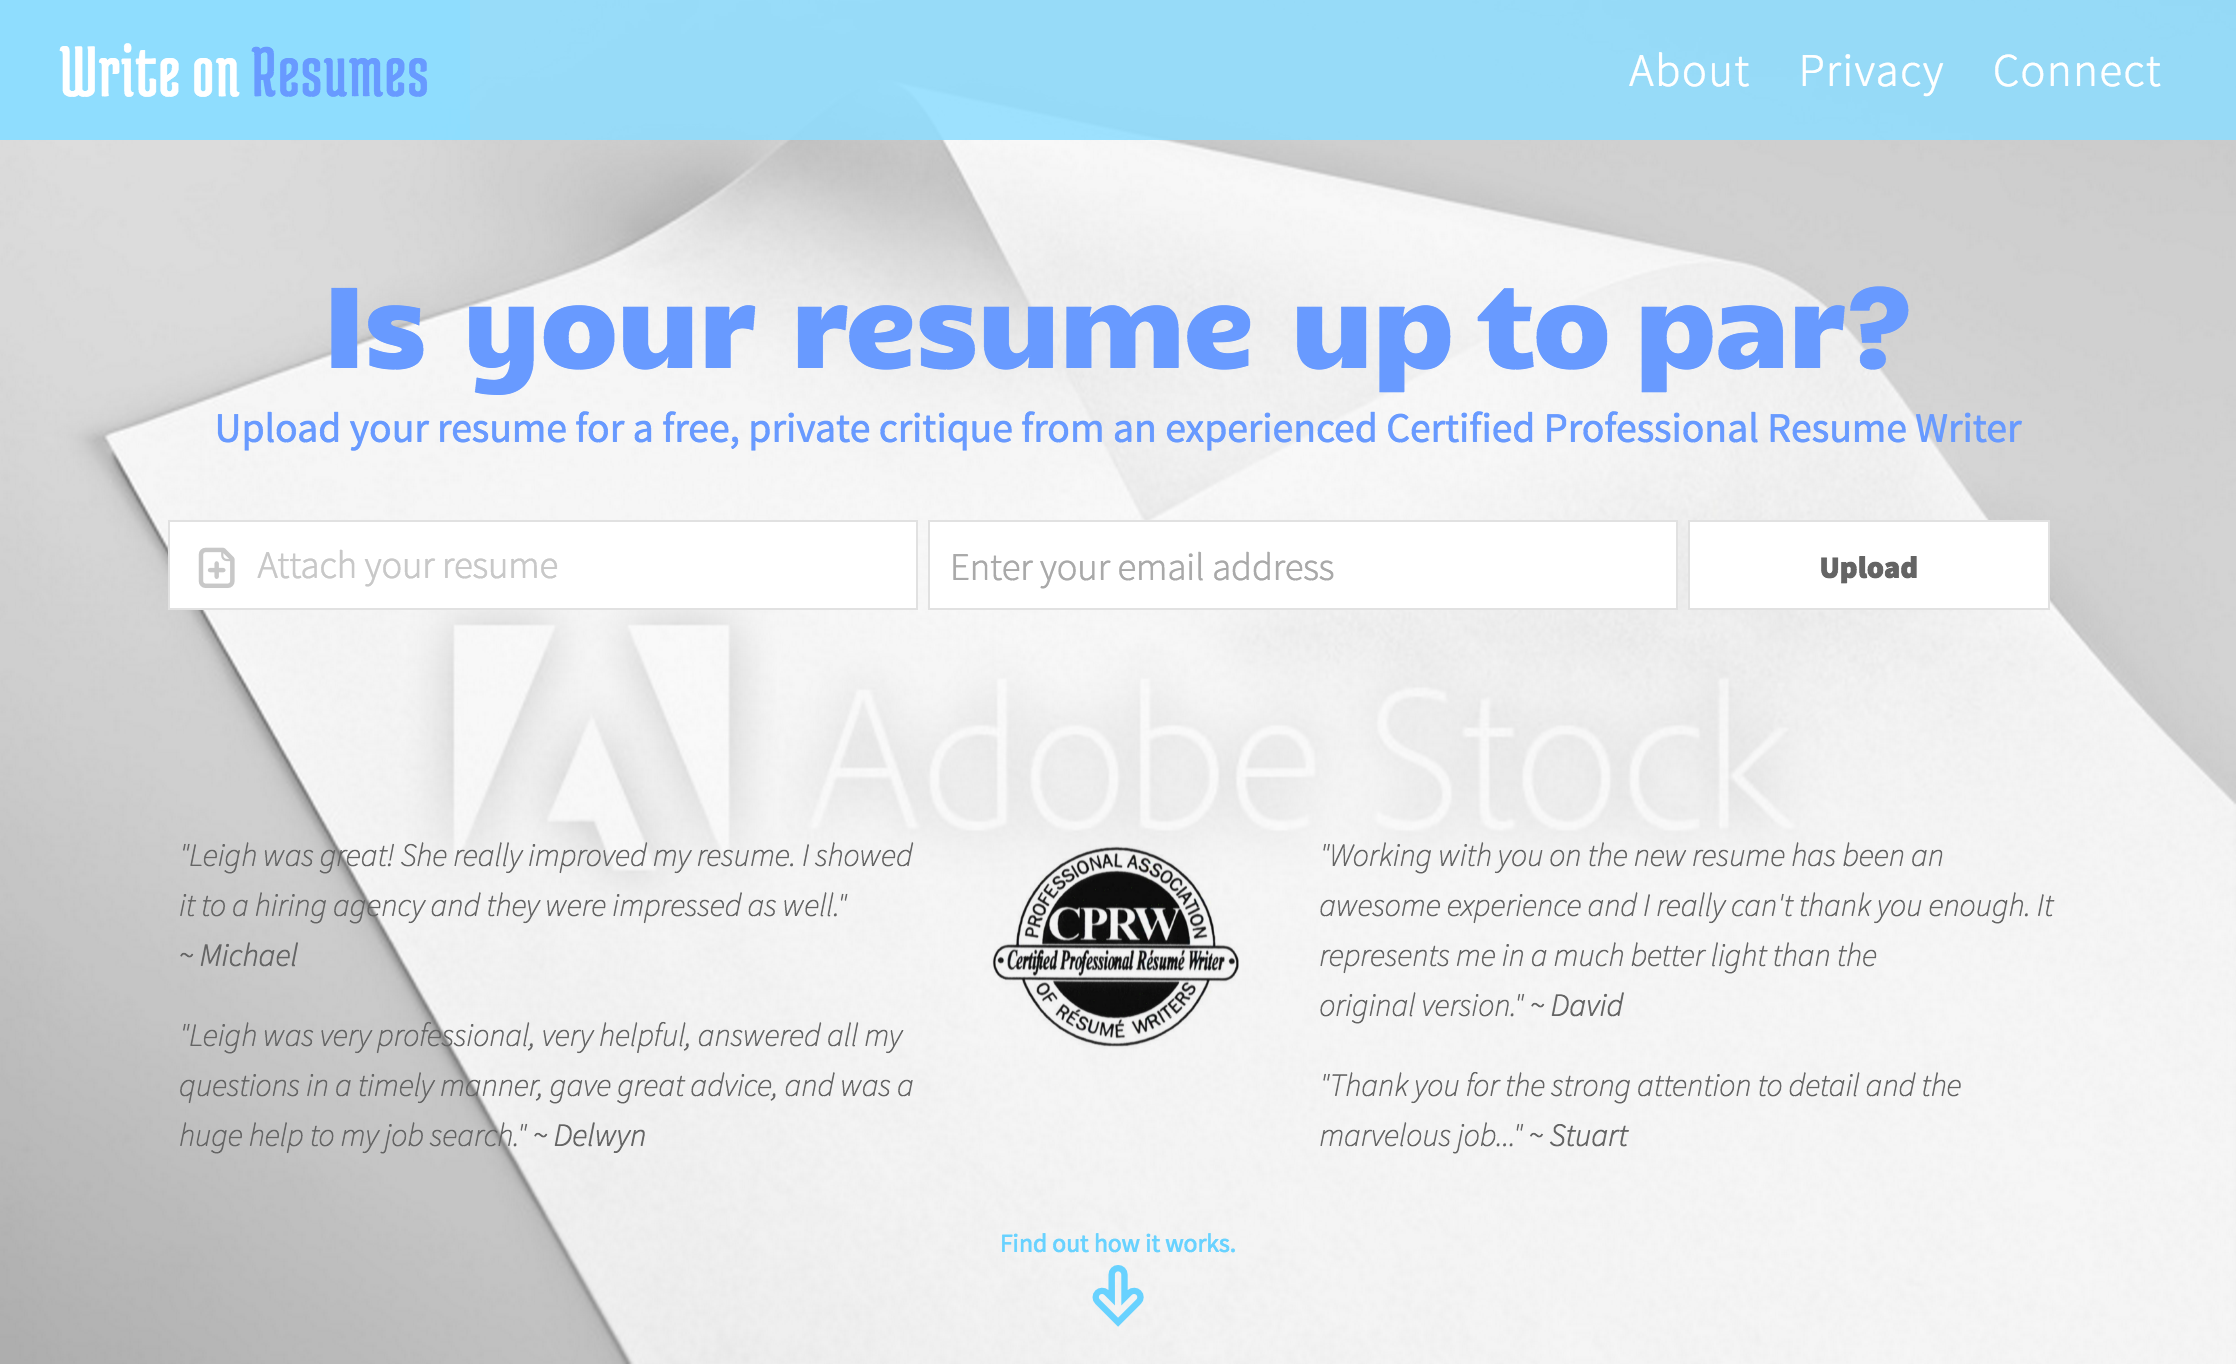 Write on Resumes
About Privacy Connect
Is your resume up to par?
Upload your resume for a free, private critique from an experienced Certified Professional Resume Writer
Attach your resume
Enter your email address
Upload
Adobe Stock
"Leigh was great! She really improved my resume. I showed
it to a hiring agency and they were impressed as well."
~ Michael
"Leigh was very professional, very helpful, answered all my
questions in a timely manner, gave great advice, and was a
huge help to my job search." ~ Delwyn
PROFESSIONAL ASSOCIATION
CPRW
• Certified Professional Résumé Writer •
OF RÉSUMÉ WRITERS
"Working with you on the new resume has been an
awesome experience and I really can't thank you enough. It
represents me in a much better light than the
original version." ~ David
"Thank you for the strong attention to detail and the
marvelous job..." ~ Stuart
Find out how it works.